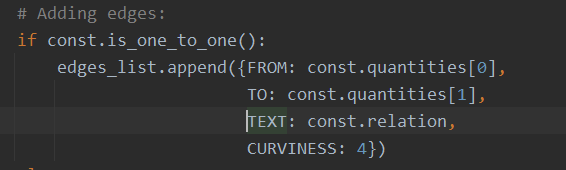 # Adding edges:
if const.is_one_to_one():
    edges_list.append({FROM: const.quantities[0],
                       TO: const.quantities[1],
                       TEXT: const.relation,
                       CURVINESS: 4})